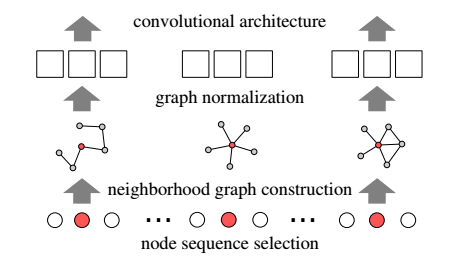 convolutional architecture
graph normalization
neighborhood graph construction
... ...
node sequence selection